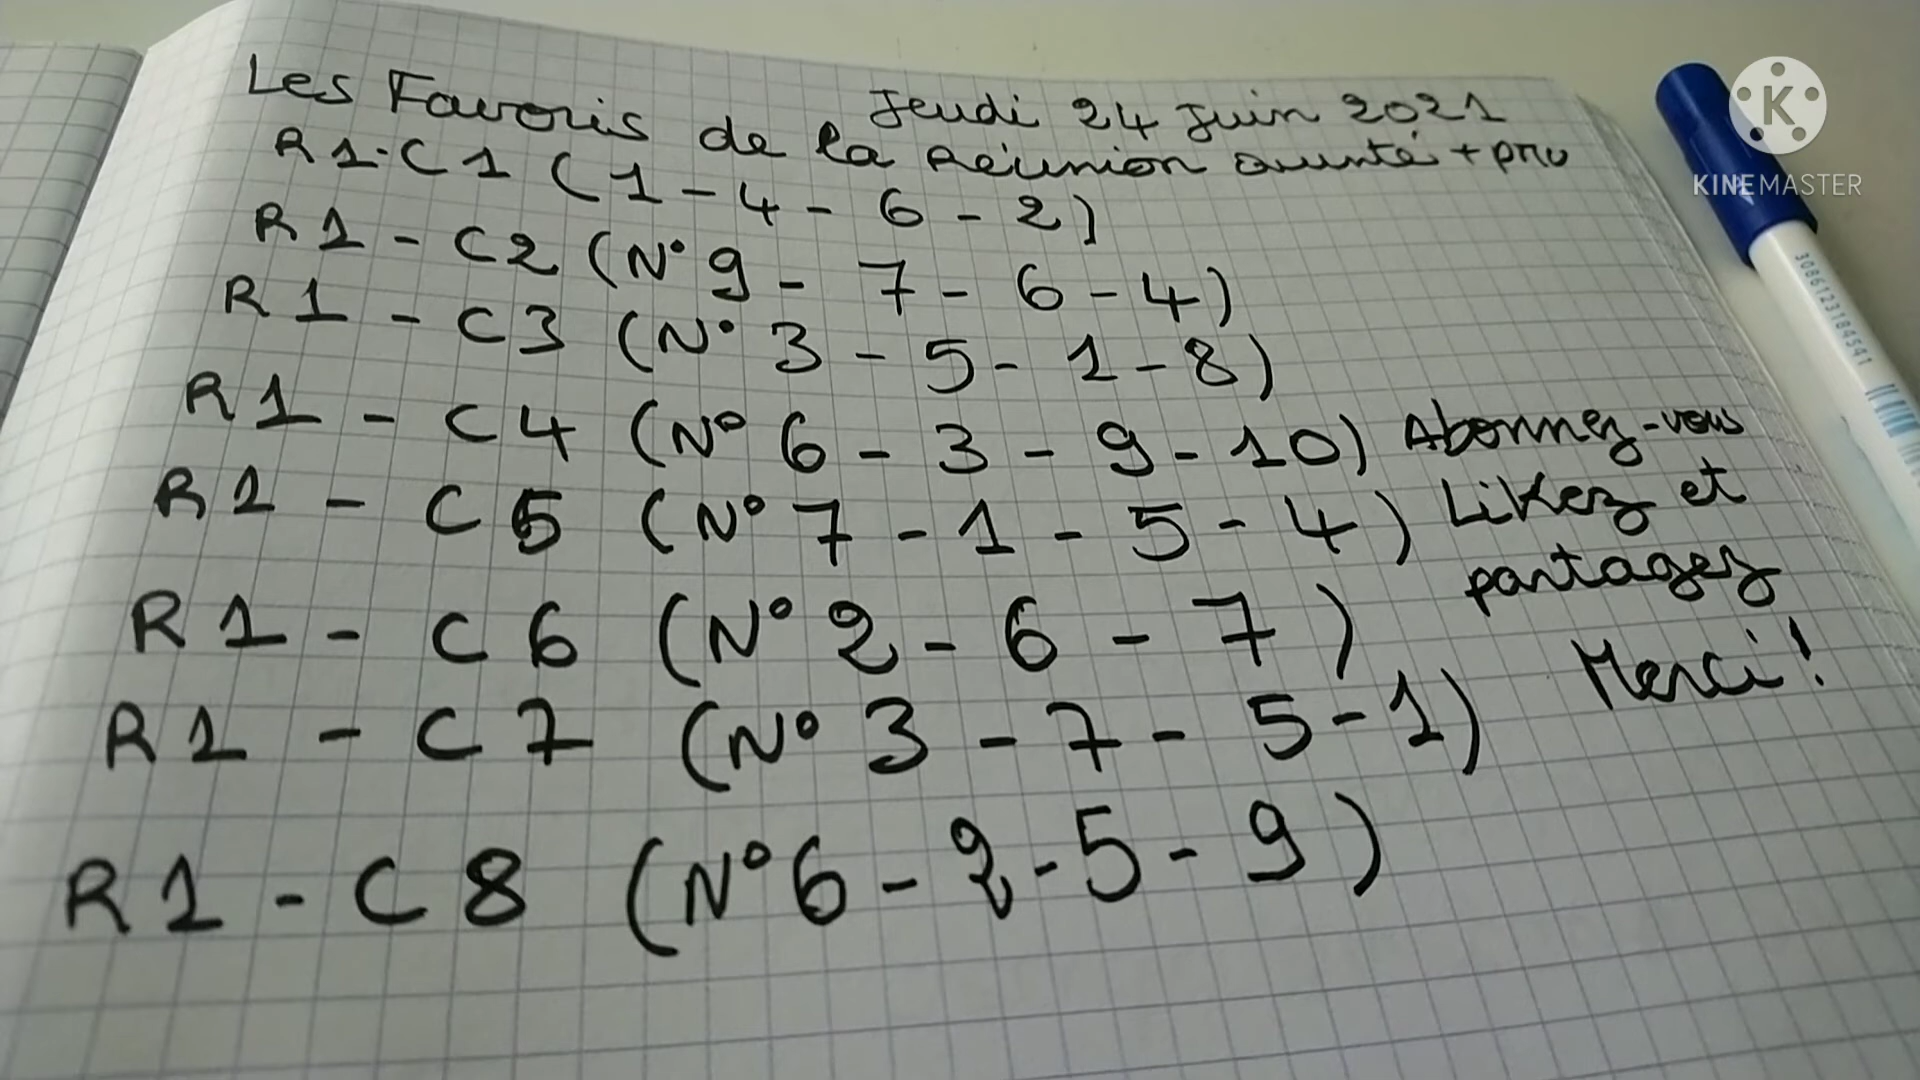 Jeudi 24 Juin 2021
Les Favoris de la Réunion Quinté + PMU
R1-C1 (1-4-6-2)
R1 - C2 (N° 9 - 7 - 6 - 4)
R1 - C3 (N° 3 - 5 - 1 - 8)
R1 - C4 (N° 6 - 3 - 9 - 10)
R1 - C5 (N° 7 - 1 - 5 - 4)
R1 - C6 (N° 2 - 6 - 7)
R1 - C7 (N° 3 - 7 - 5 - 1)
R1 - C8 (N° 6 - 2 - 5 - 9)
Abonnez-vous
Likez et
partagez
Merci !
K
KINEMASTER
3086123184541